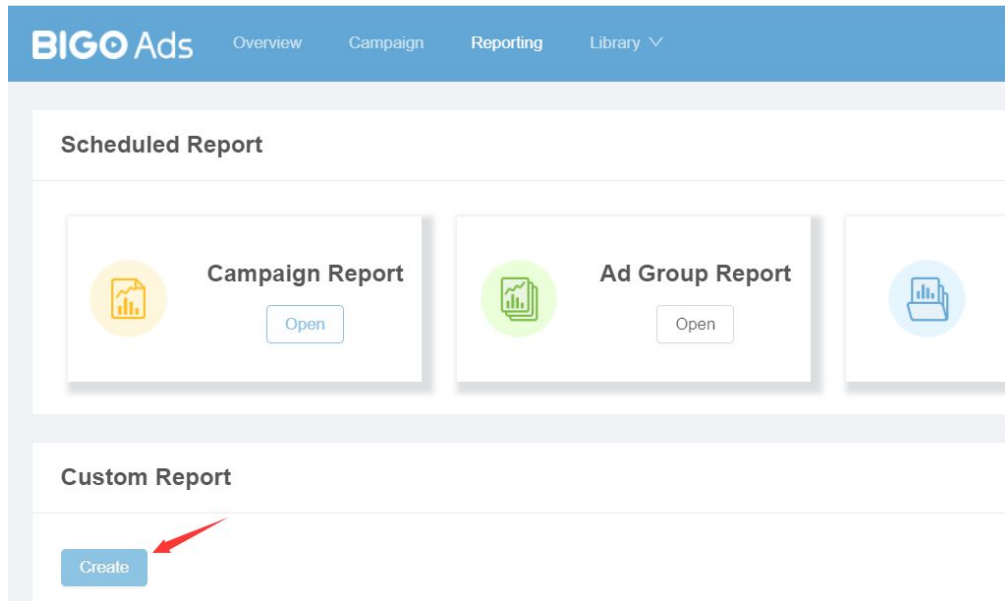 BIGO Ads Overview Campaign Reporting Library
Scheduled Report
Campaign Report
Open
Ad Group Report
Open
Custom Report
Create